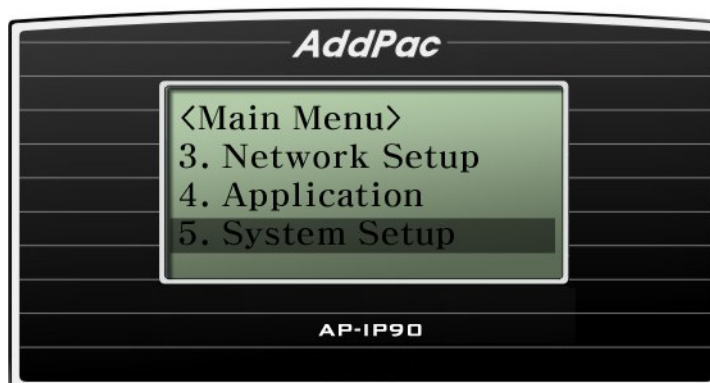 AddPac
<Main Menu>
3. Network Setup
4. Application
5. System Setup
AP-IP90